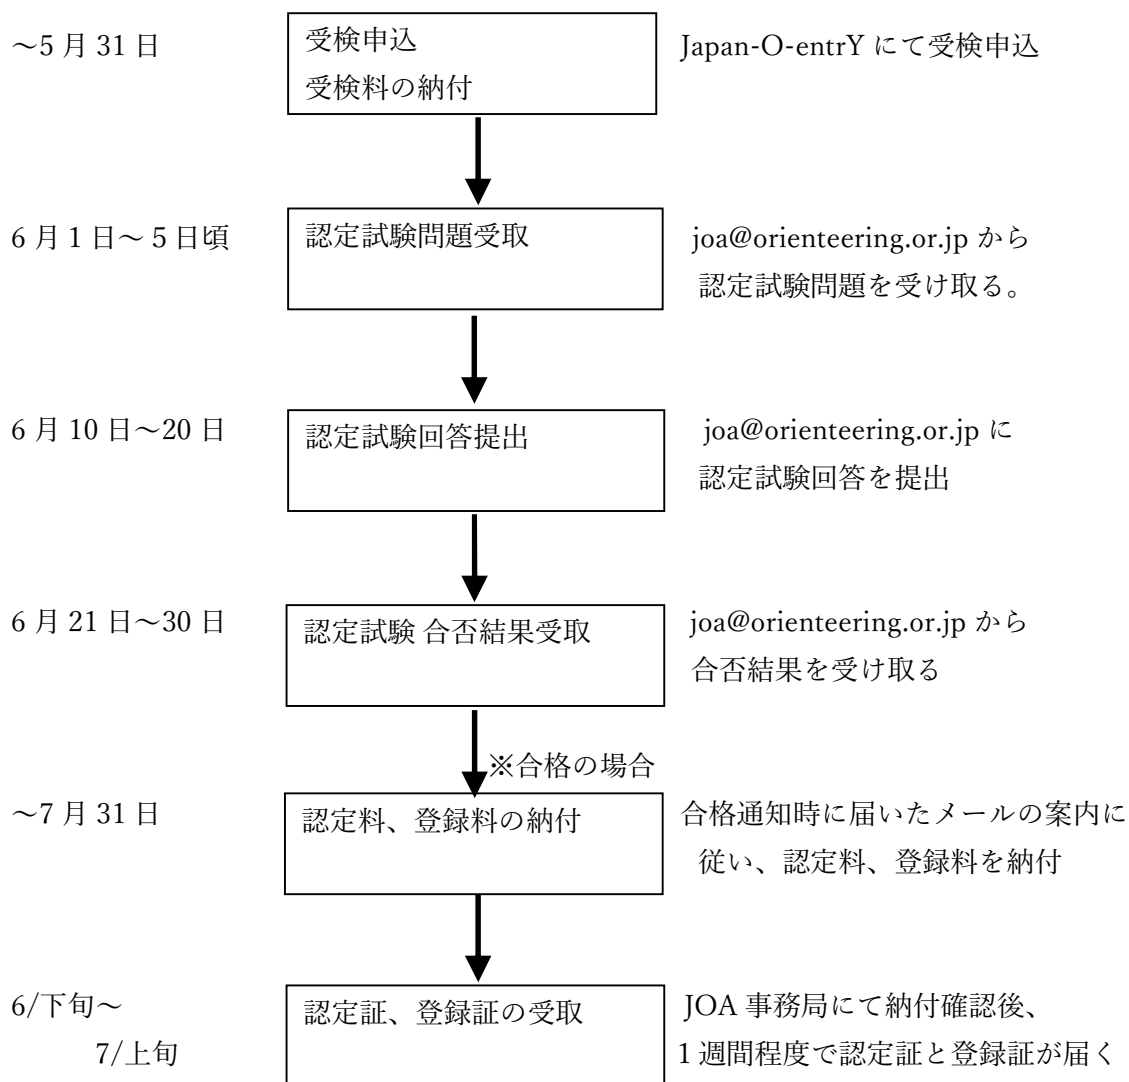 ～5 月 31 日
受検申込
受検料の納付
Japan-O-entrY にて受検申込
6 月 1 日～ 5 日頃
認定試験問題受取
joa@orienteering.or.jp から
認定試験問題を受け取る。
6 月 10 日～20 日
認定試験回答提出
joa@orienteering.or.jp に
認定試験回答を提出
6 月 21 日～30 日
認定試験 合否結果受取
joa@orienteering.or.jp から
合否結果を受け取る
※合格の場合
～7 月 31 日
認定料、登録料の納付
合格通知時に届いたメールの案内に
従い、認定料、登録料を納付
6/下旬～
7/上旬
認定証、登録証の受取
JOA 事務局にて納付確認後、
1 週間程度で認定証と登録証が届く